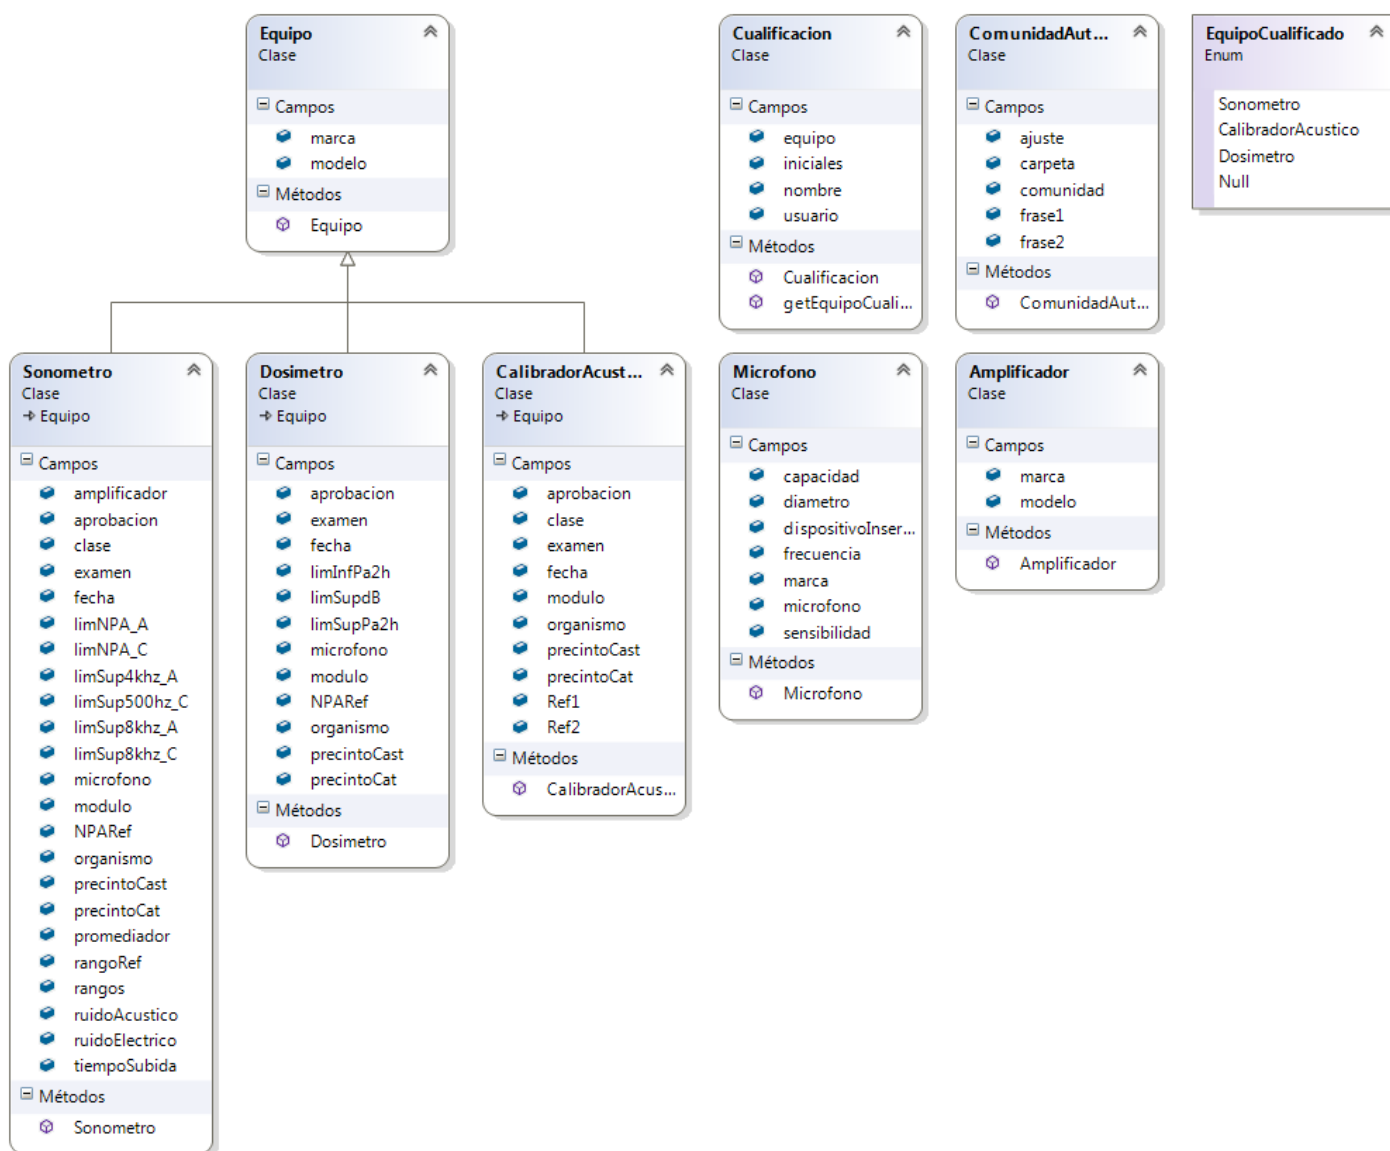 Equipo
Clase
Campos
marca
modelo
Métodos
Equipo
Cualificacion
Clase
Campos
equipo
iniciales
nombre
usuario
Métodos
Cualificacion
getEquipoCuali...
ComunidadAut...
Clase
Campos
ajuste
carpeta
comunidad
frase1
frase2
Métodos
ComunidadAut...
EquipoCualificado
Enum
Sonometro
CalibradorAcustico
Dosimetro
Null
Sonometro
Clase
Equipo
Campos
amplificador
aprobacion
clase
examen
fecha
limNPA_A
limNPA_C
limSup4khz_A
limSup500hz_C
limSup8khz_A
limSup8khz_C
microfono
modulo
NPARef
organismo
precintoCast
precintoCat
promediador
rangoRef
rangos
ruidoAcustico
ruidoElectrico
tiempoSubida
Métodos
Sonometro
Dosimetro
Clase
Equipo
Campos
aprobacion
examen
fecha
limInfPa2h
limSupdB
limSupPa2h
microfono
modulo
NPARef
organismo
precintoCast
precintoCat
Métodos
Dosimetro
CalibradorAcust...
Clase
Equipo
Campos
aprobacion
clase
examen
fecha
modulo
organismo
precintoCast
precintoCat
Ref1
Ref2
Métodos
CalibradorAcus...
Microfono
Clase
Campos
capacidad
diametro
dispositivoInser...
frecuencia
marca
microfono
sensibilidad
Métodos
Microfono
Amplificador
Clase
Campos
marca
modelo
Métodos
Amplificador